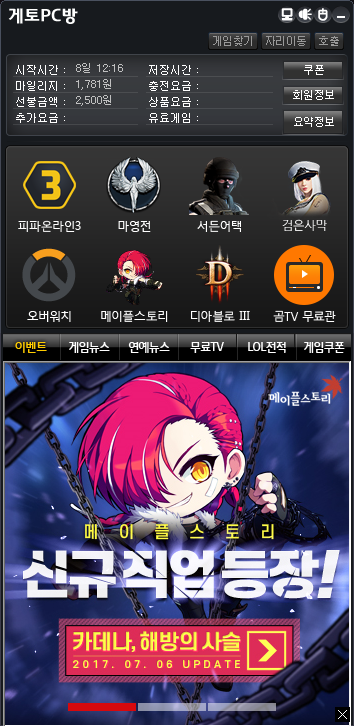 게토PC방
게임찾기 자리이동 호출
시작시간 : 8일 12:16 저장시간 : 쿠폰
마일리지 : 1,781원 충전요금 :
선불금액 : 2,500원 상품요금 : 회원정보
추가요금 : 유료게임 : 요약정보
3
피파온라인3 마영전 서든어택 검은사막
오버워치 메이플스토리 디아블로 III 곰TV 무료관
이벤트 게임뉴스 연예뉴스 무료TV LOL전적 게임쿠폰
메이플스토리
메이플스토리
신규직업 등장!
카데나, 해방의 사슬
2017. 07. 06 UPDATE